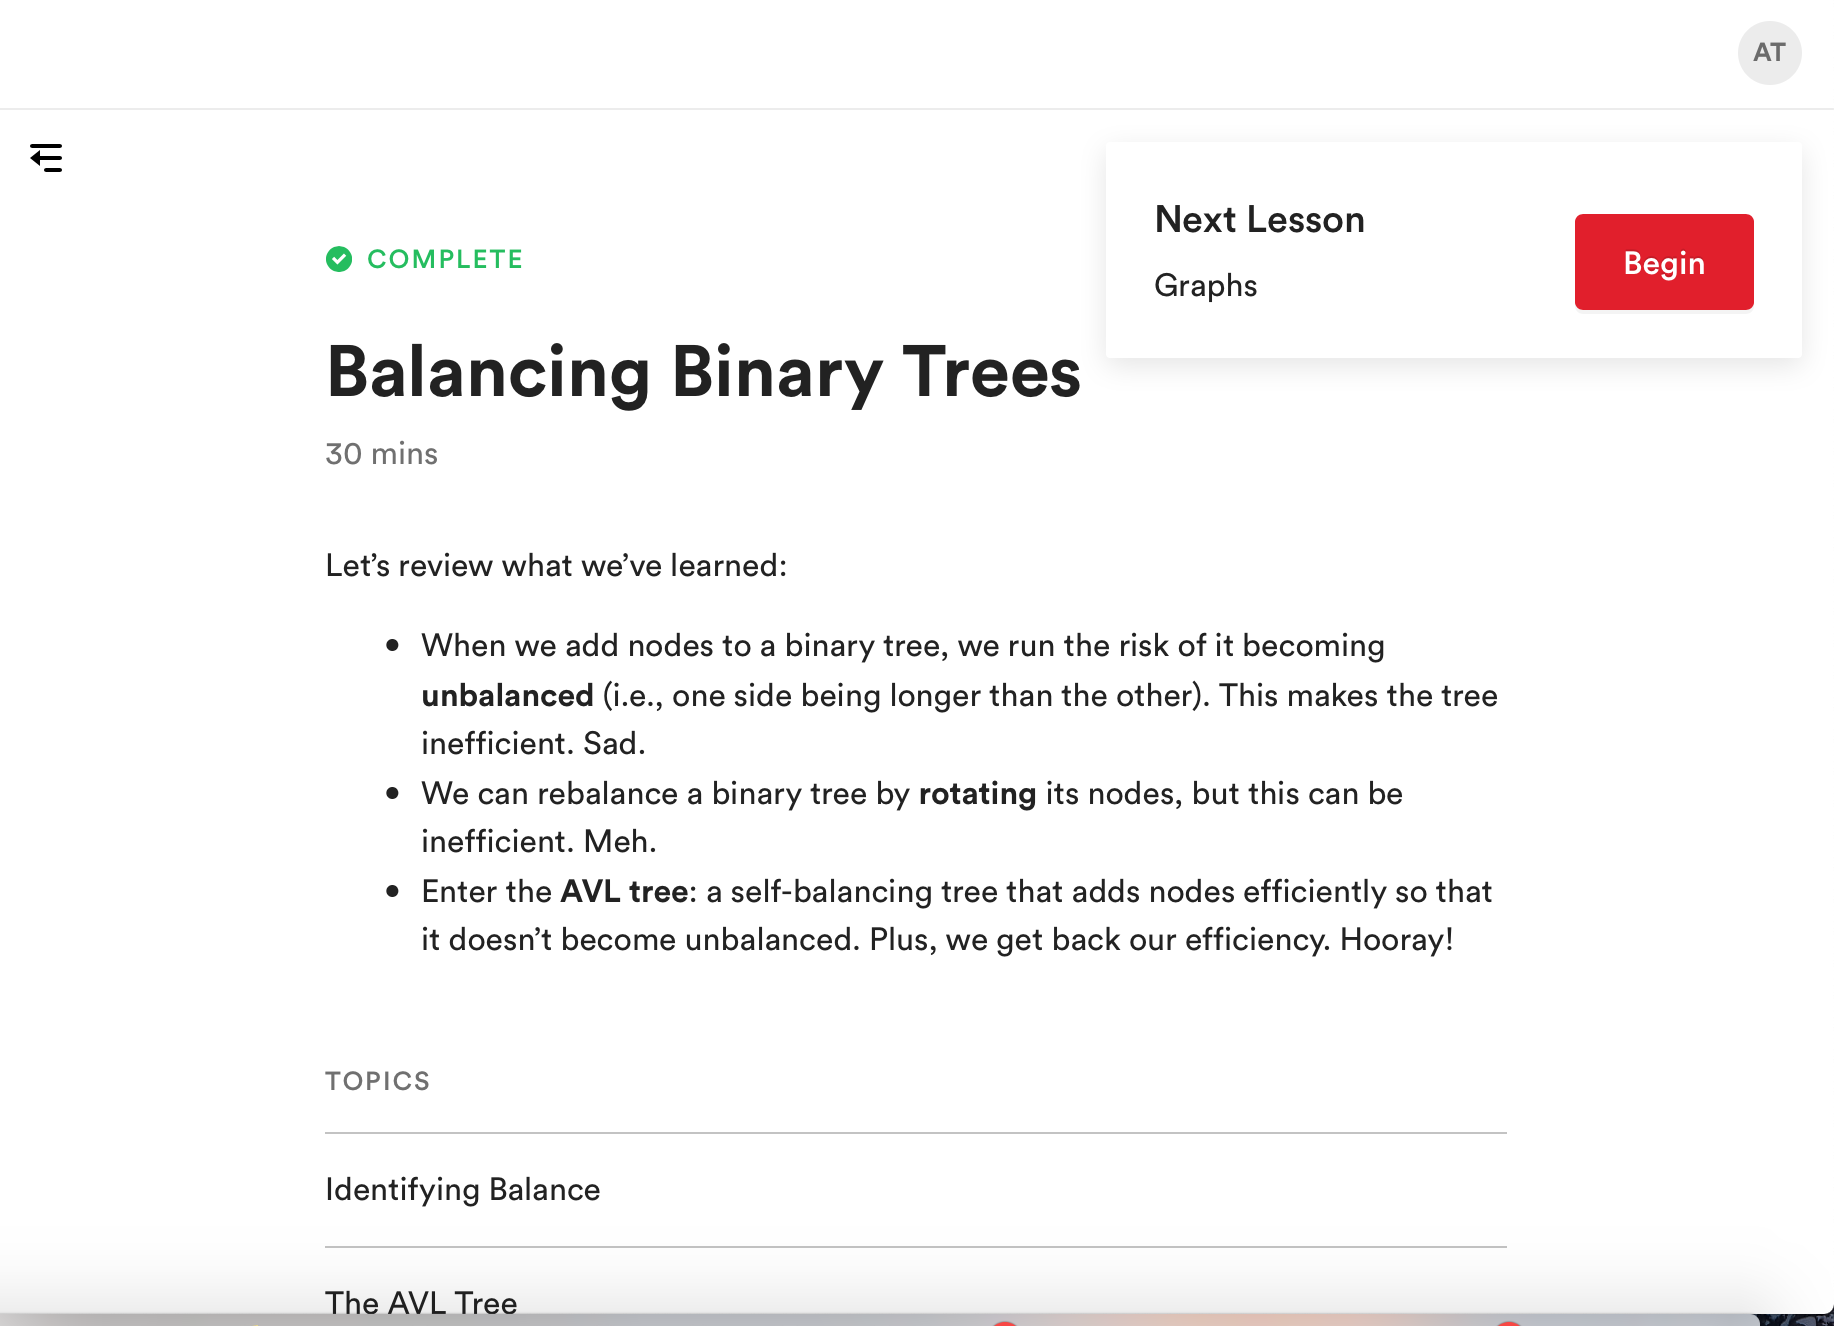 AT
Next Lesson
Graphs
Begin
COMPLETE
Balancing Binary Trees
30 mins
Let’s review what we’ve learned:
• When we add nodes to a binary tree, we run the risk of it becoming
unbalanced (i.e., one side being longer than the other). This makes the tree
inefficient. Sad.
• We can rebalance a binary tree by rotating its nodes, but this can be
inefficient. Meh.
• Enter the AVL tree: a self-balancing tree that adds nodes efficiently so that
it doesn’t become unbalanced. Plus, we get back our efficiency. Hooray!
TOPICS
Identifying Balance
The AVL Tree